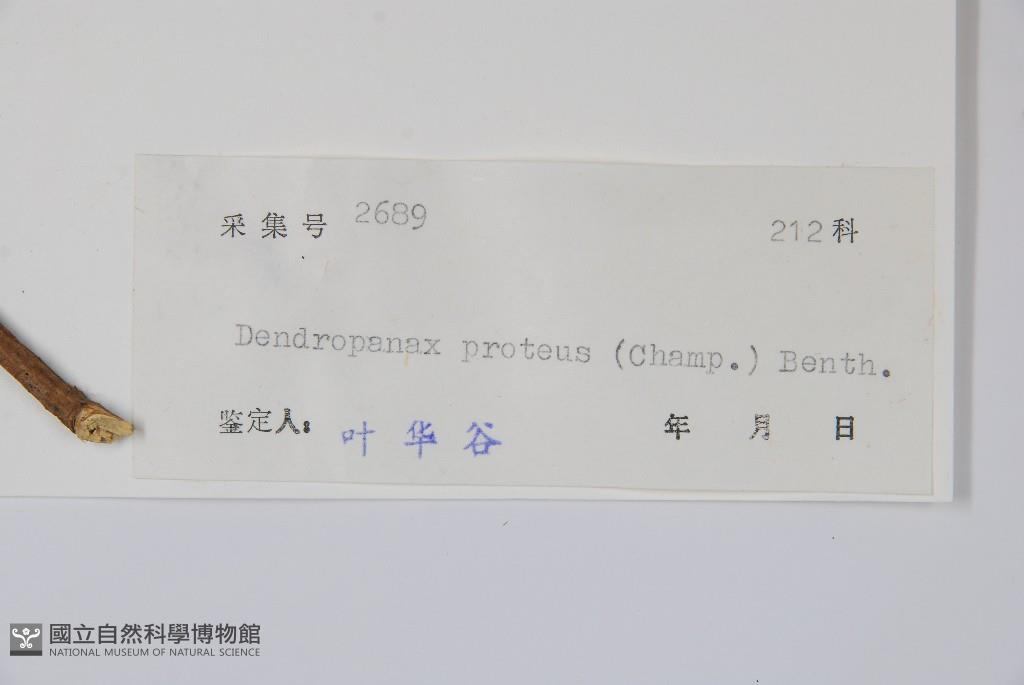 采集号 2689 212科
Dendropanax proteus (Champ.) Benth.
鉴定人: 叶华谷 年 月 日
國立自然科學博物館
NATIONAL MUSEUM OF NATURAL SCIENCE